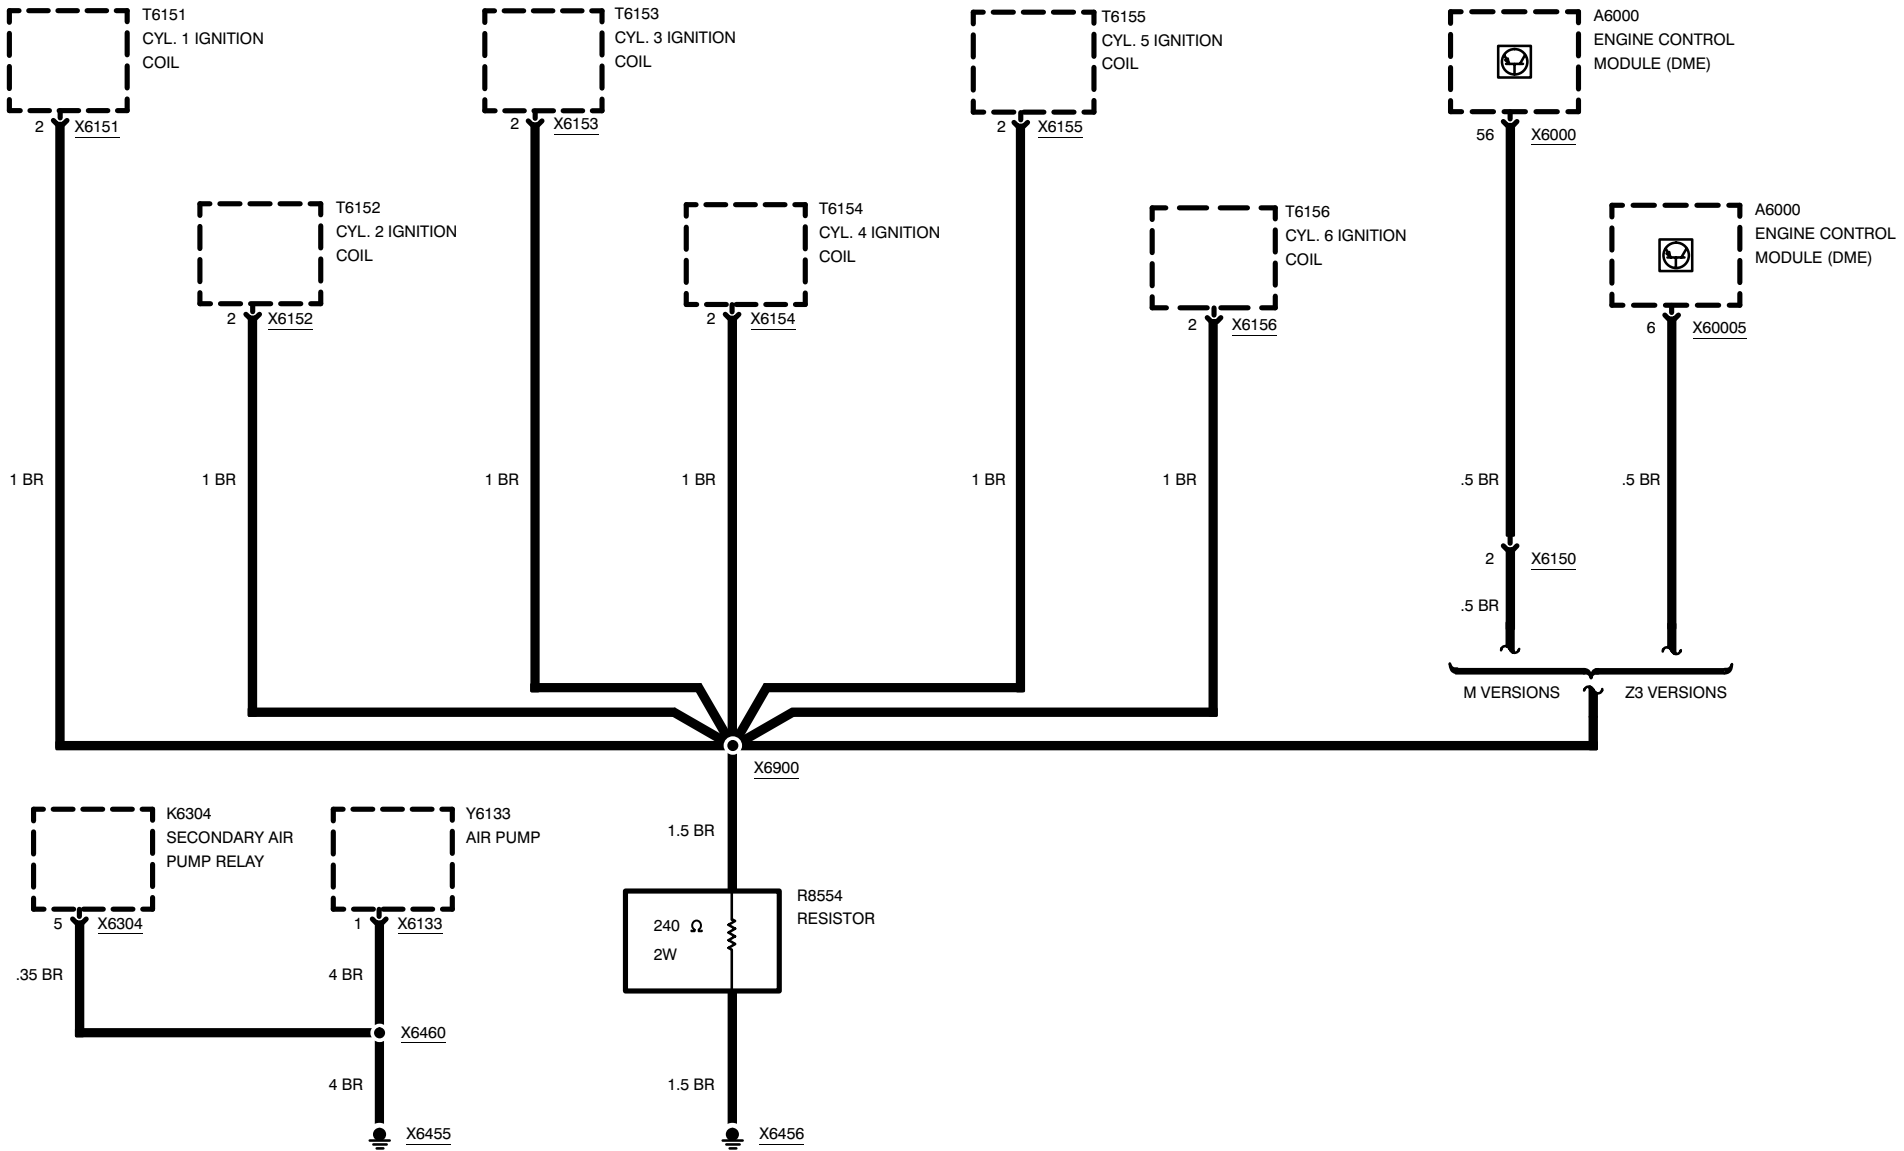 T6151
CYL. 1 IGNITION
COIL
2
X6151
T6153
CYL. 3 IGNITION
COIL
2
X6153
T6155
CYL. 5 IGNITION
COIL
2
X6155
A6000
ENGINE CONTROL
MODULE (DME)
56
X6000
T6152
CYL. 2 IGNITION
COIL
2
X6152
T6154
CYL. 4 IGNITION
COIL
2
X6154
T6156
CYL. 6 IGNITION
COIL
2
X6156
A6000
ENGINE CONTROL
MODULE (DME)
6
X60005
1 BR
1 BR
1 BR
1 BR
1 BR
1 BR
.5 BR
.5 BR
2
X6150
.5 BR
M VERSIONS
Z3 VERSIONS
X6900
K6304
SECONDARY AIR
PUMP RELAY
5
X6304
.35 BR
Y6133
AIR PUMP
1
X6133
4 BR
X6460
4 BR
X6455
1.5 BR
R8554
RESISTOR
240 Ω
2W
1.5 BR
X6456